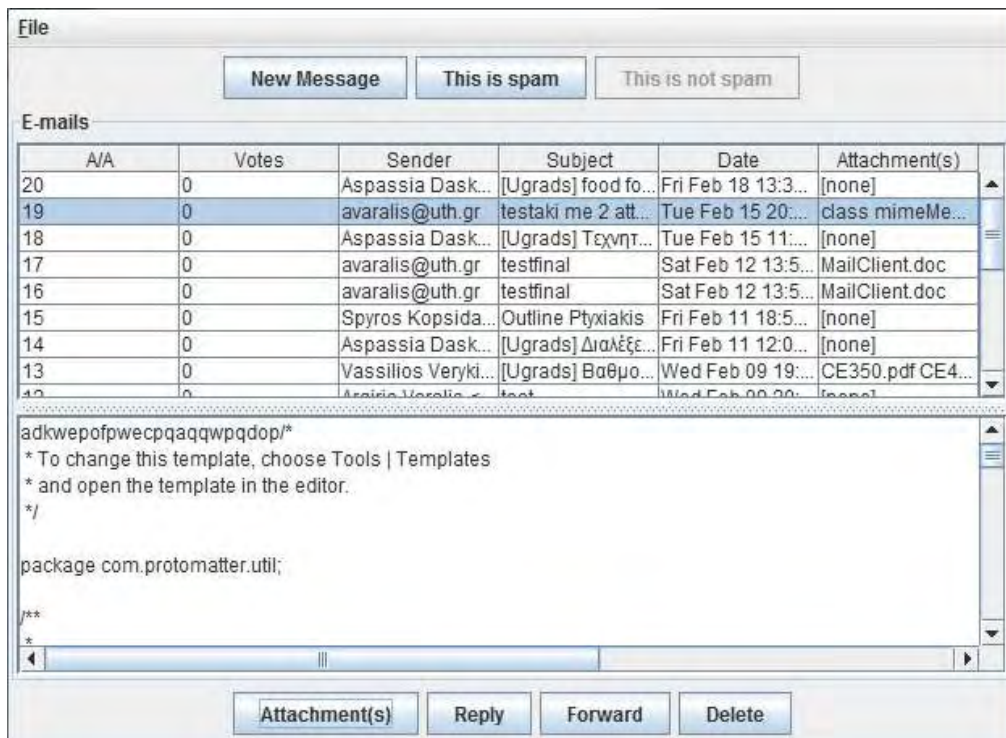 File
New Message This is spam This is not spam
E-mails
A/A Votes Sender Subject Date Attachment(s)
20 0 Aspassia Dask... [Ugrads] food fo... Fri Feb 18 13:3... [none]
19 0 avaralis@uth.gr testaki me 2 att... Tue Feb 15 20:... class mimeMe...
18 0 Aspassia Dask... [Ugrads] Τεχνητ... Tue Feb 15 11:... [none]
17 0 avaralis@uth.gr testfinal Sat Feb 12 13:5... MailClient.doc
16 0 avaralis@uth.gr testfinal Sat Feb 12 13:5... MailClient.doc
15 0 Spyros Kopsida... Outline Ptyxiakis Fri Feb 11 18:5... [none]
14 0 Aspassia Dask... [Ugrads] Διαλέξε... Fri Feb 11 12:0... [none]
13 0 Vassilios Veryki... [Ugrads] Βαθμο... Wed Feb 09 19:... CE350.pdf CE4...
adkwepofpwecpqaqqwpqdop/*
* To change this template, choose Tools | Templates
* and open the template in the editor.
*/
package com.protomatter.util;
/**
*
Attachment(s) Reply Forward Delete